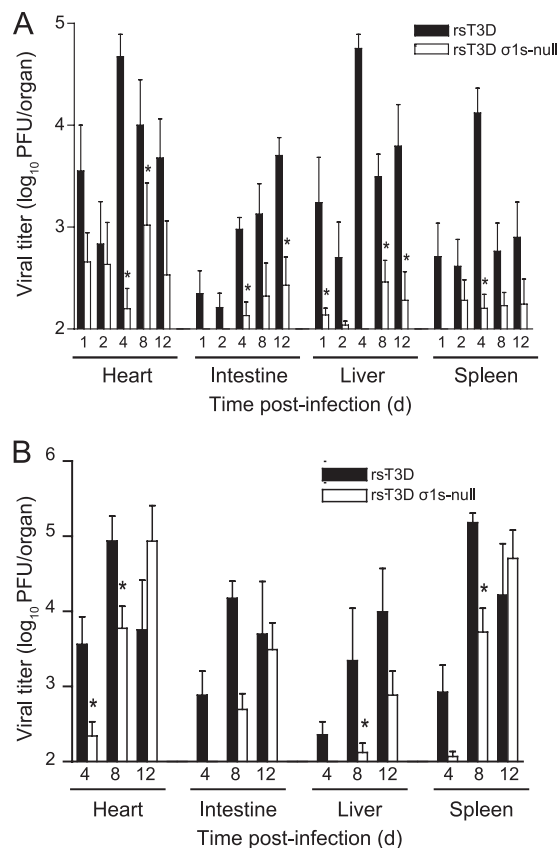 A
5
rsT3D
rsT3D σ1s-null
4
3
2
Viral titer (log10 PFU/organ)
* * * * * * * *
1 2 4 8 12 1 2 4 8 12 1 2 4 8 12 1 2 4 8 12
Heart Intestine Liver Spleen
Time post-infection (d)
B
6
rsT3D
rsT3D σ1s-null
5
4
3
2
Viral titer (log10 PFU/organ)
* * * *
4 8 12 4 8 12 4 8 12 4 8 12
Heart Intestine Liver Spleen
Time post-infection (d)